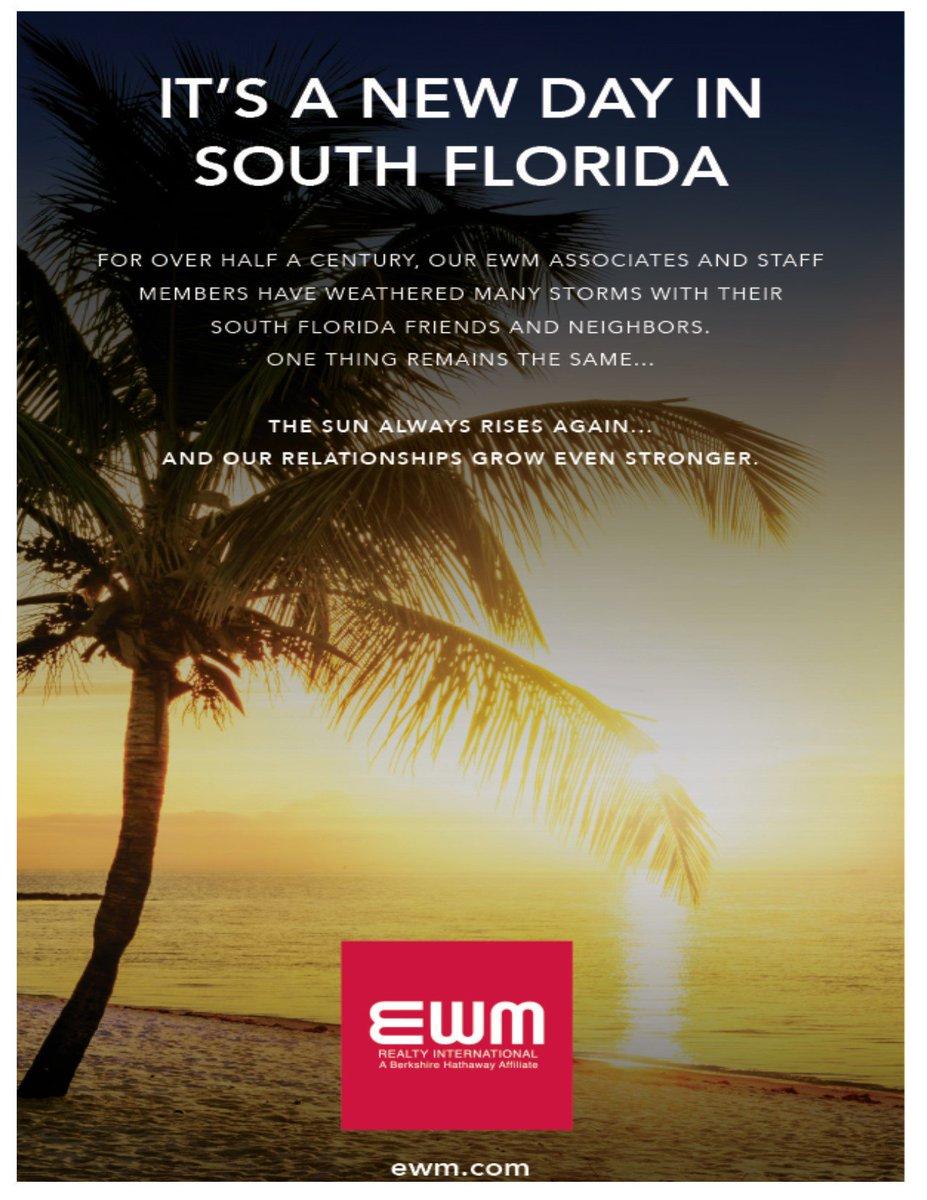 IT'S A NEW DAY IN
SOUTH FLORIDA
FOR OVER HALF A CENTURY, OUR EWM ASSOCIATES AND STAFF
MEMBERS HAVE WEATHERED MANY STORMS WITH THEIR
SOUTH FLORIDA FRIENDS AND NEIGHBORS.
ONE THING REMAINS THE SAME...
THE SUN ALWAYS RISES AGAIN...
AND OUR RELATIONSHIPS GROW EVEN STRONGER.
EWM
REALTY INTERNATIONAL
A Berkshire Hathaway Affiliate
ewm.com